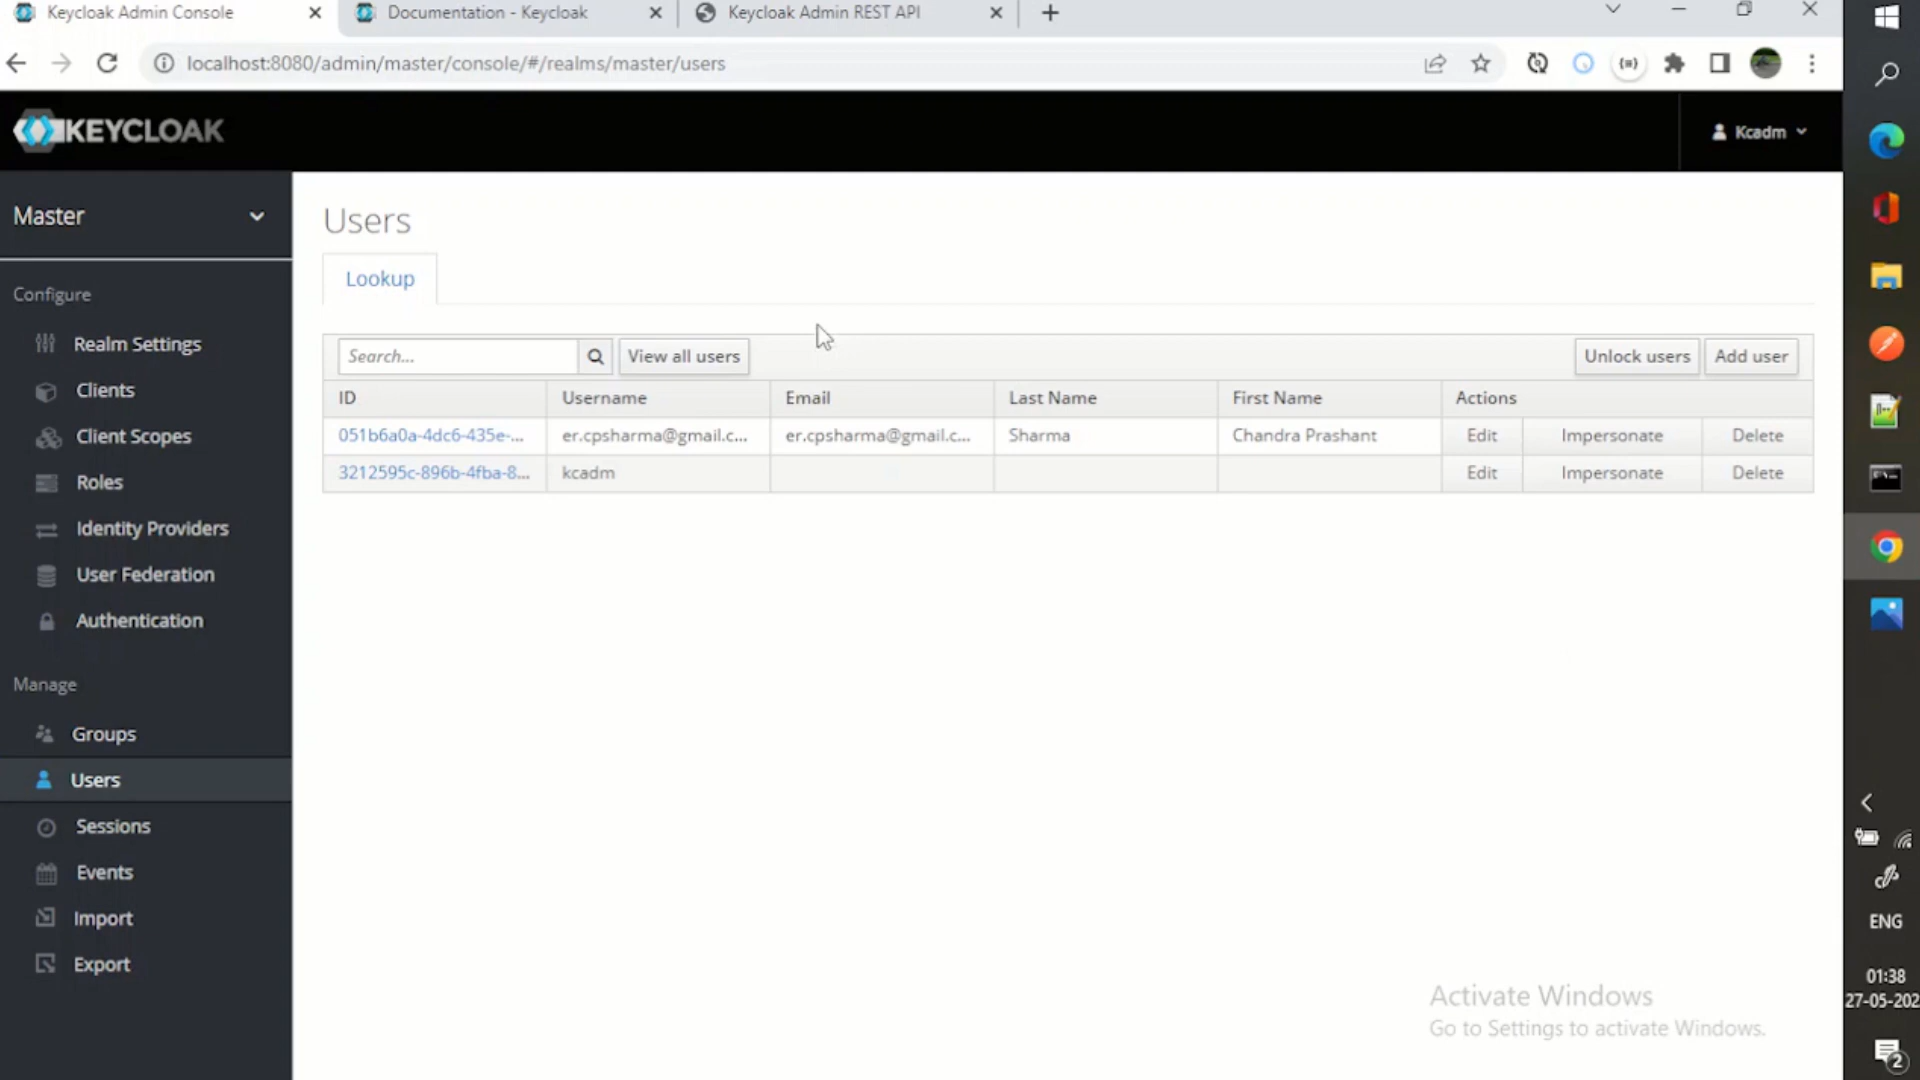 Keycloak Admin Console
Documentation - Keycloak
Keycloak Admin REST API
localhost:8080/admin/master/console/#/realms/master/users
KEYCLOAK
Kcadm
Master
Configure
Realm Settings
Clients
Client Scopes
Roles
Identity Providers
User Federation
Authentication
Manage
Groups
Users
Sessions
Events
Import
Export
Users
Lookup
Search...
View all users
Unlock users
Add user
ID Username Email Last Name First Name Actions
051b6a0a-4dc6-435e-... er.cpsharma@gmail.c... er.cpsharma@gmail.c... Sharma Chandra Prashant Edit Impersonate Delete
3212595c-896b-4fba-8... kcadm Edit Impersonate Delete
Activate Windows
Go to Settings to activate Windows.
ENG
01:38
27-05-202
2